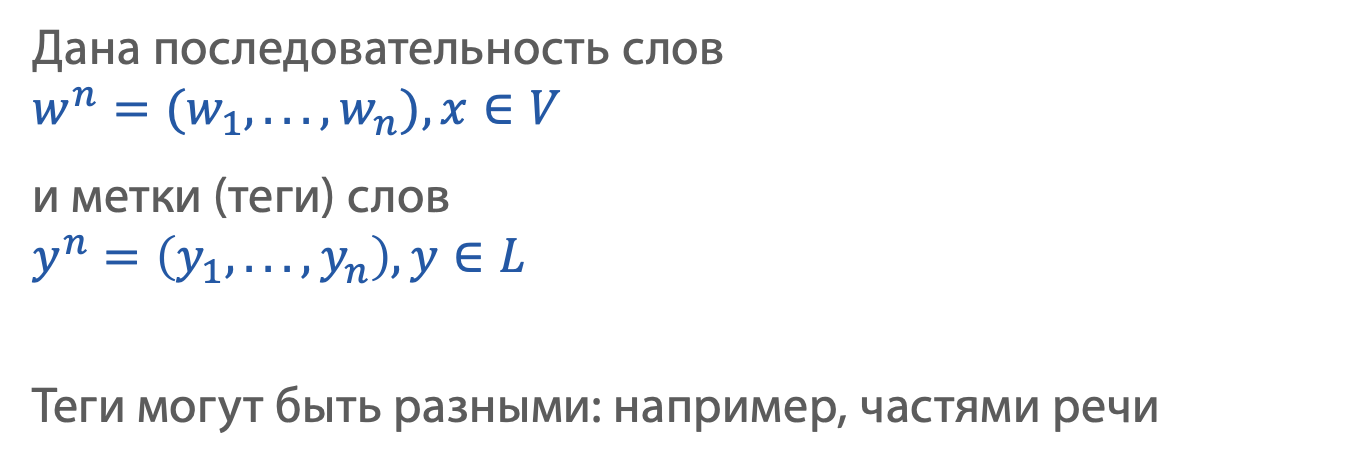 Дана последовательность слов
wⁿ = (w₁, . . . , wₙ), x ∈ V
и метки (теги) слов
yⁿ = (y₁, . . . , yₙ), y ∈ L
Теги могут быть разными: например, частями речи